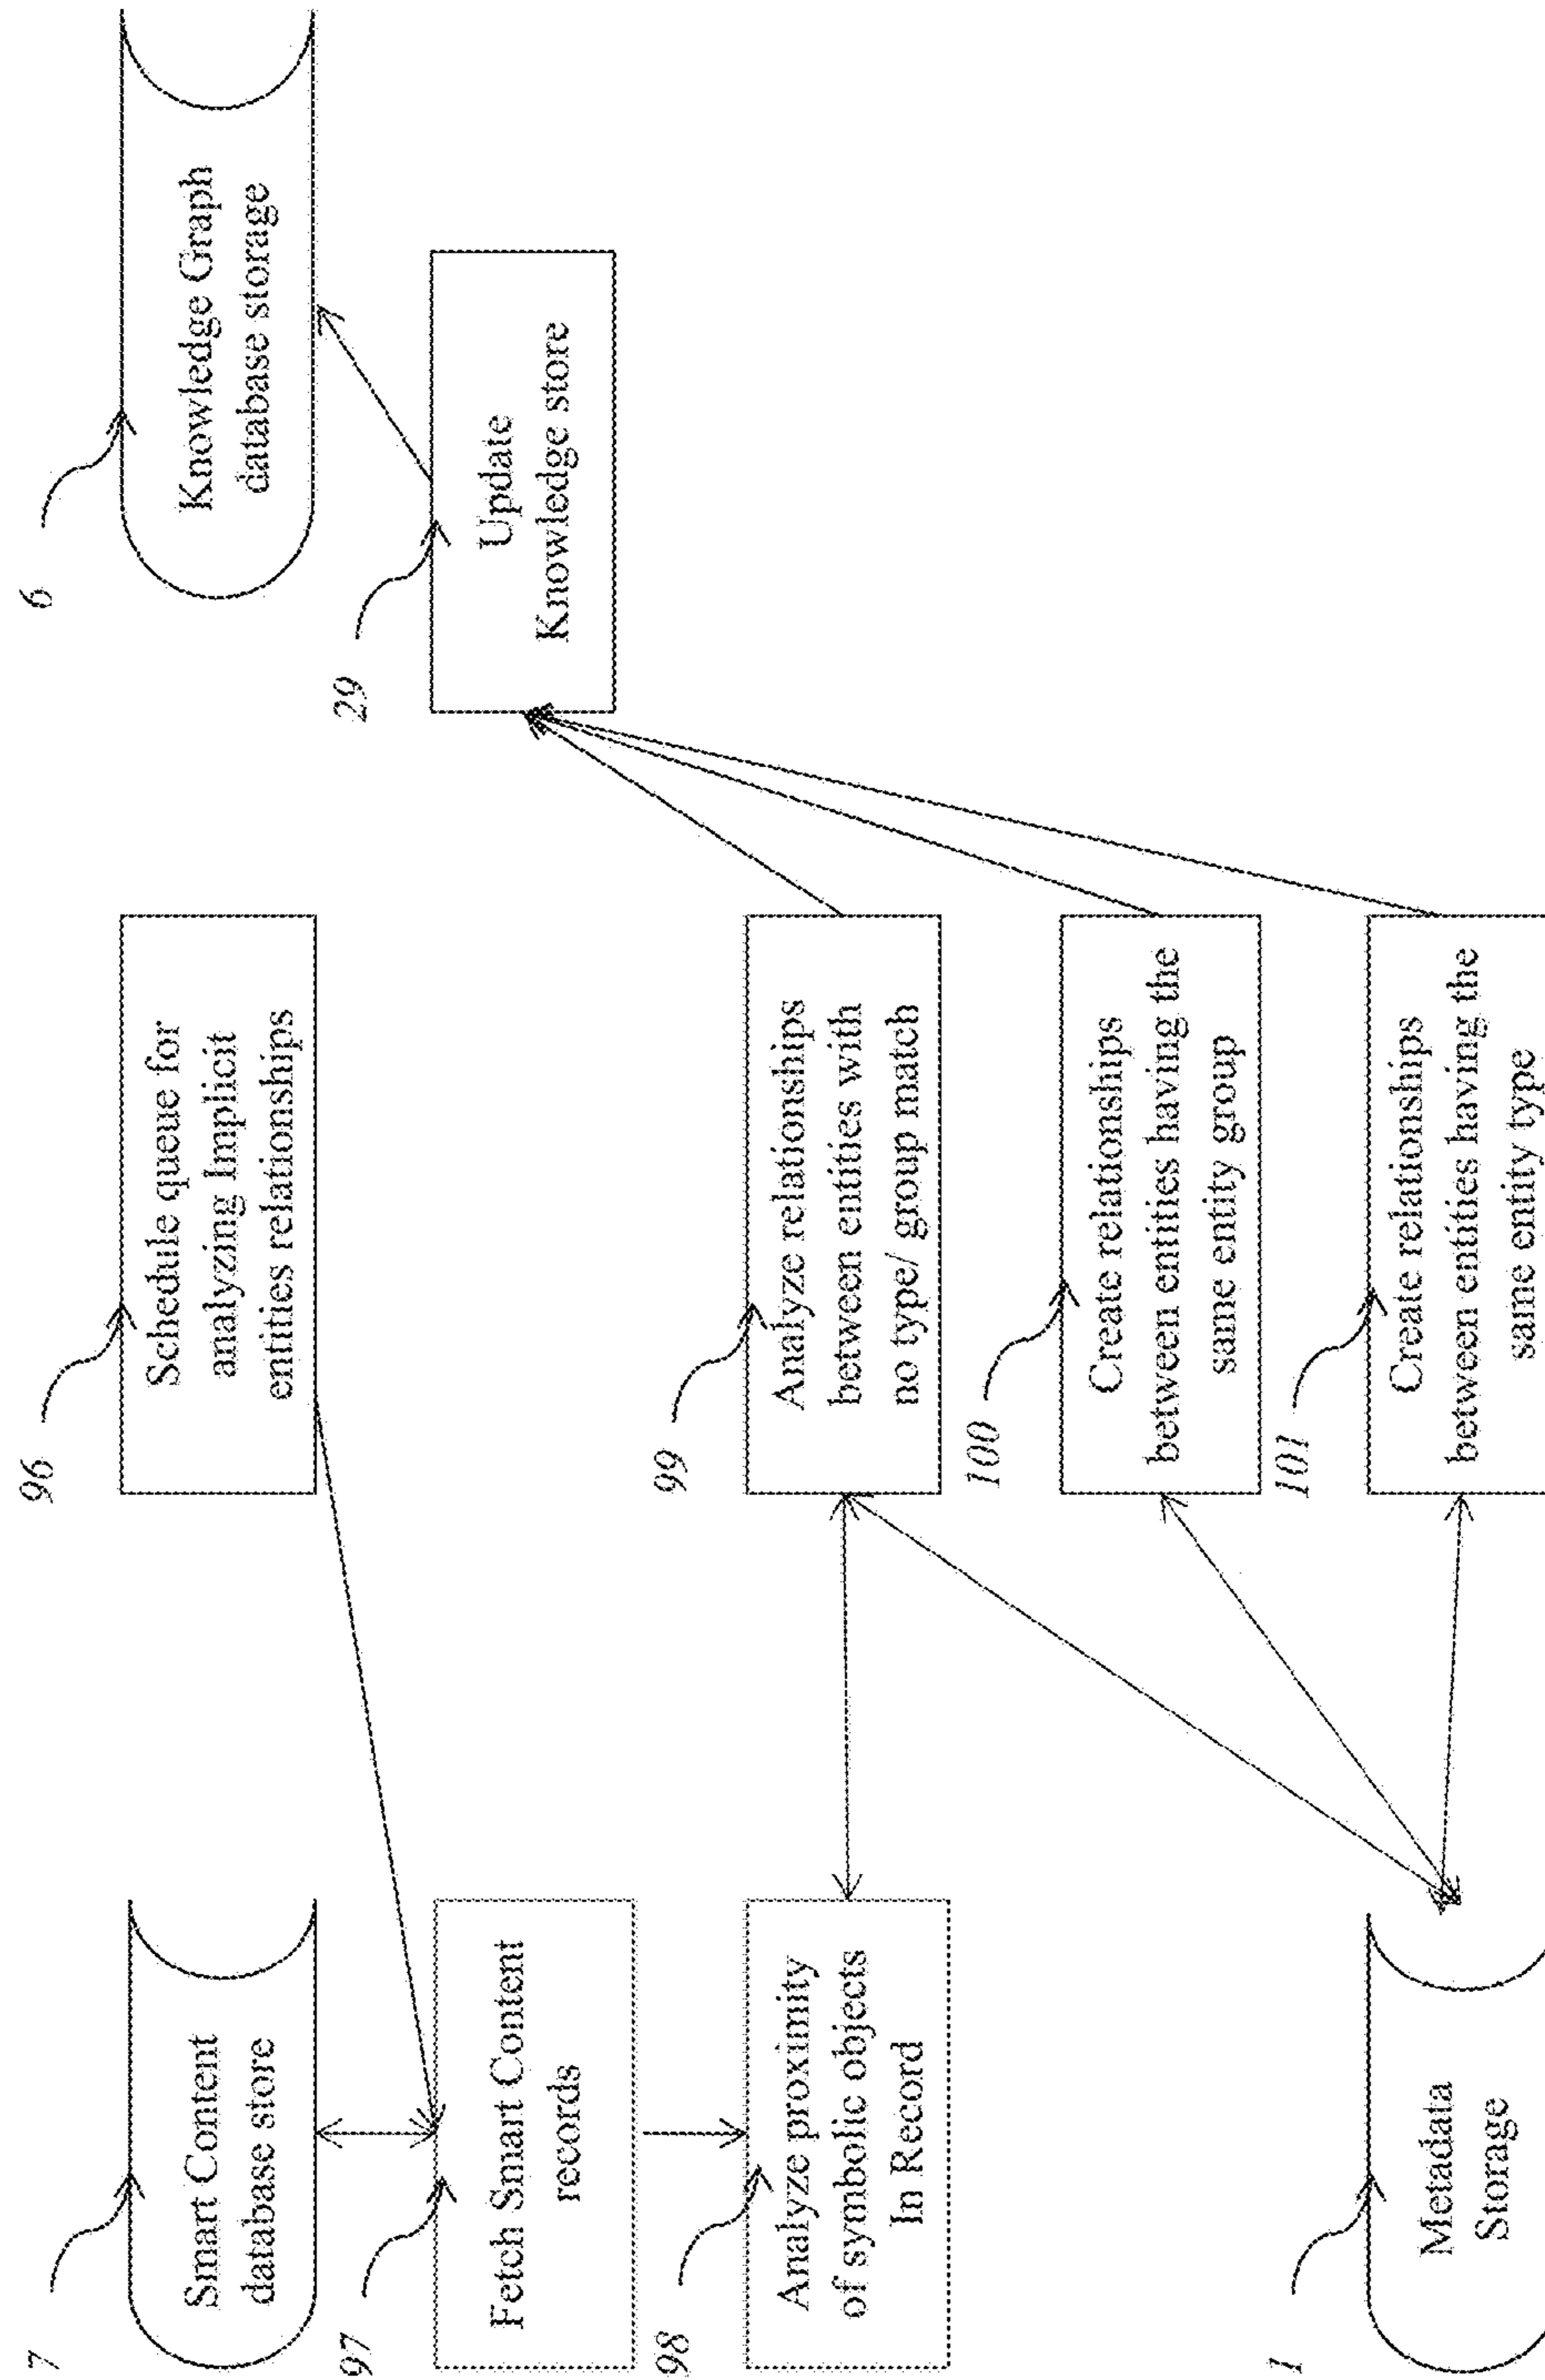 7
Smart Content
database store
96
Schedule queue for
analyzing Implicit
entities relationships
6
Knowledge Graph
database storage
97
Fetch Smart Content
records
29
Update
Knowledge store
98
Analyze proximity
of symbolic objects
In Record
99
Analyze relationships
between entities with
no type/ group match
100
Create relationships
between entities having the
same entity group
1
Metadata
Storage
101
Create relationships
between entities having the
same entity type